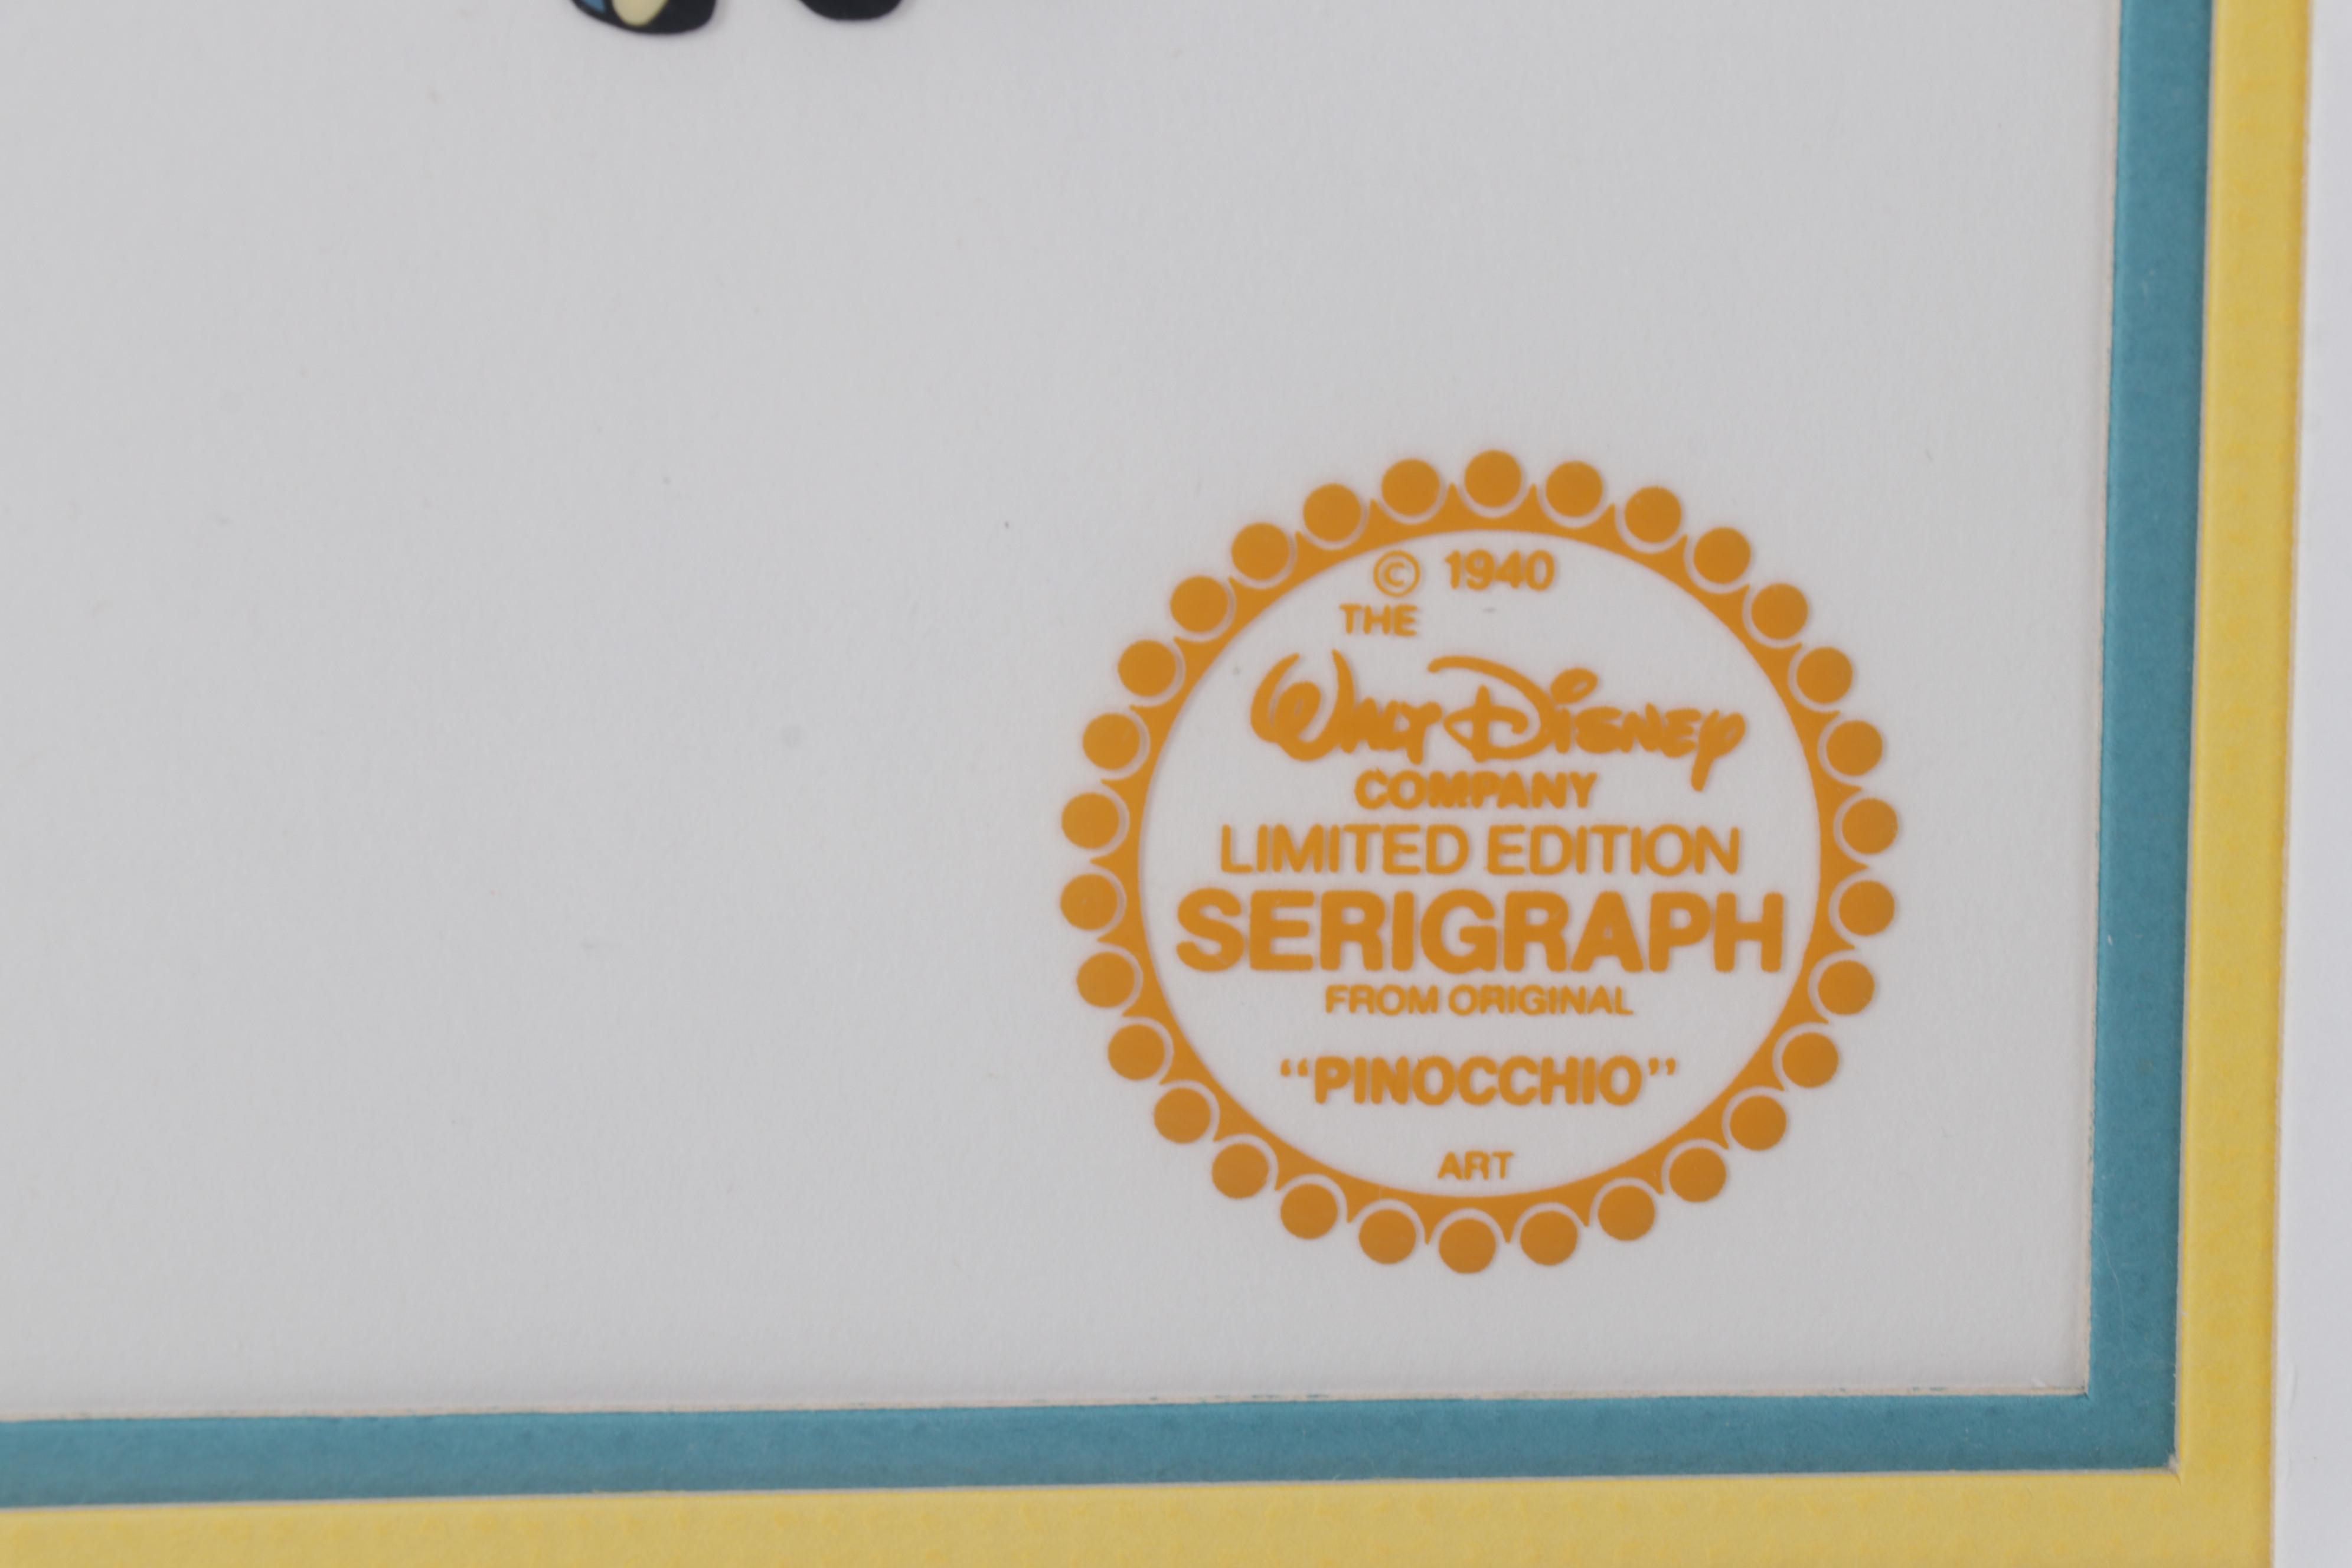 © 1940
THE
WALT DISNEY
COMPANY
LIMITED EDITION
SERIGRAPH
FROM ORIGINAL
“PINOCCHIO”
ART